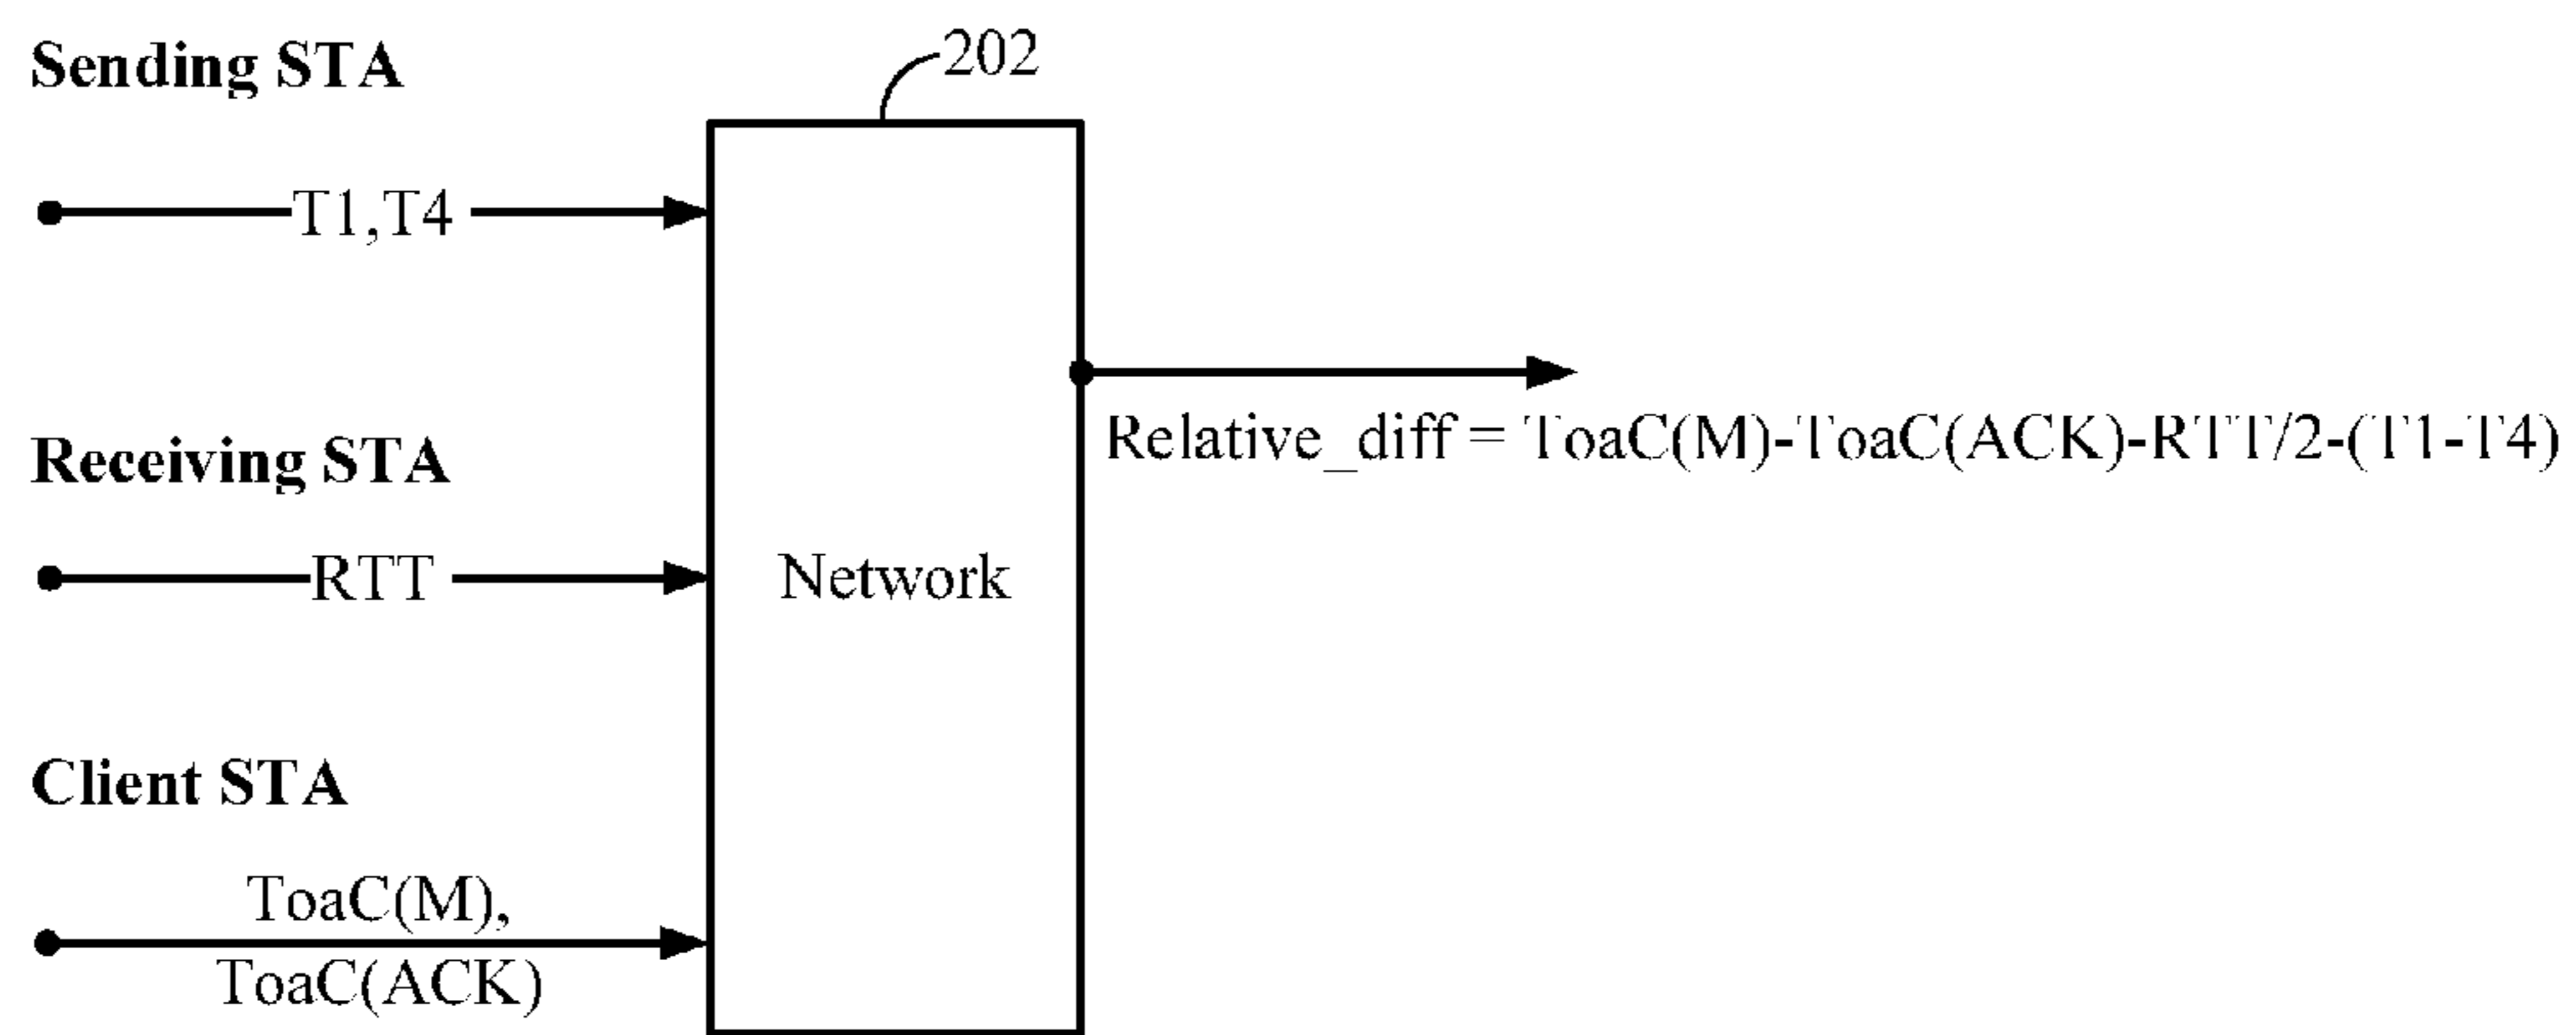 Sending STA
202
T1,T4
Relative_diff = ToaC(M)-ToaC(ACK)-RTT/2-(T1-T4)
Receiving STA
RTT
Network
Client STA
ToaC(M),
ToaC(ACK)